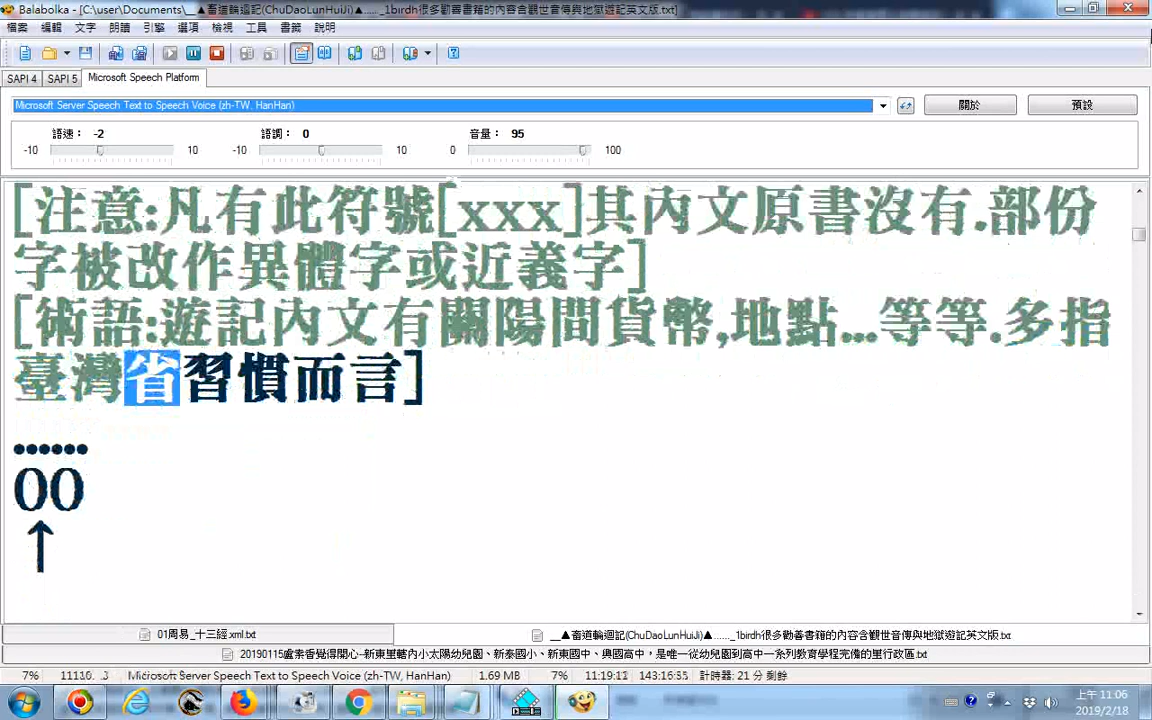 Balabolka - [C:\user\Documents\__▲畜道輪迴記(ChuDaoLunHuiJi)▲......_1birdh很多勸善書籍的內容含觀世音傳與地獄遊記英文版.txt]
檔案 編輯 文字 朗讀 引擎 選項 檢視 工具 書籤 說明
SAPI 4 SAPI 5 Microsoft Speech Platform
Microsoft Server Speech Text to Speech Voice (zh-TW, HanHan) 關於 預設
語速： -2 語調： 0 音量： 95
-10 10 -10 10 0 100
[注意:凡有此符號[xxx]其內文原書沒有.部份
字被改作異體字或近義字]
[術語:遊記內文有關陽間貨幣,地點...等等.多指
臺灣省習慣而言]
••••••
00
↑
01周易_十三經.xml.txt __▲畜道輪迴記(ChuDaoLunHuiJi)▲......_1birdh很多勸善書籍的內容含觀世音傳與地獄遊記英文版.txt
20190115盧素香覺得開心-新東里轄內小太陽幼兒園、新泰國小、新東國中、興國高中，是唯一從幼兒園到高中一系列教育學程完備的里行政區.txt
7% Microsoft Server Speech Text to Speech Voice (zh-TW, HanHan) 1.69 MB 7% 計時器: 21 分 剩餘
上午 11:06
2019/2/18